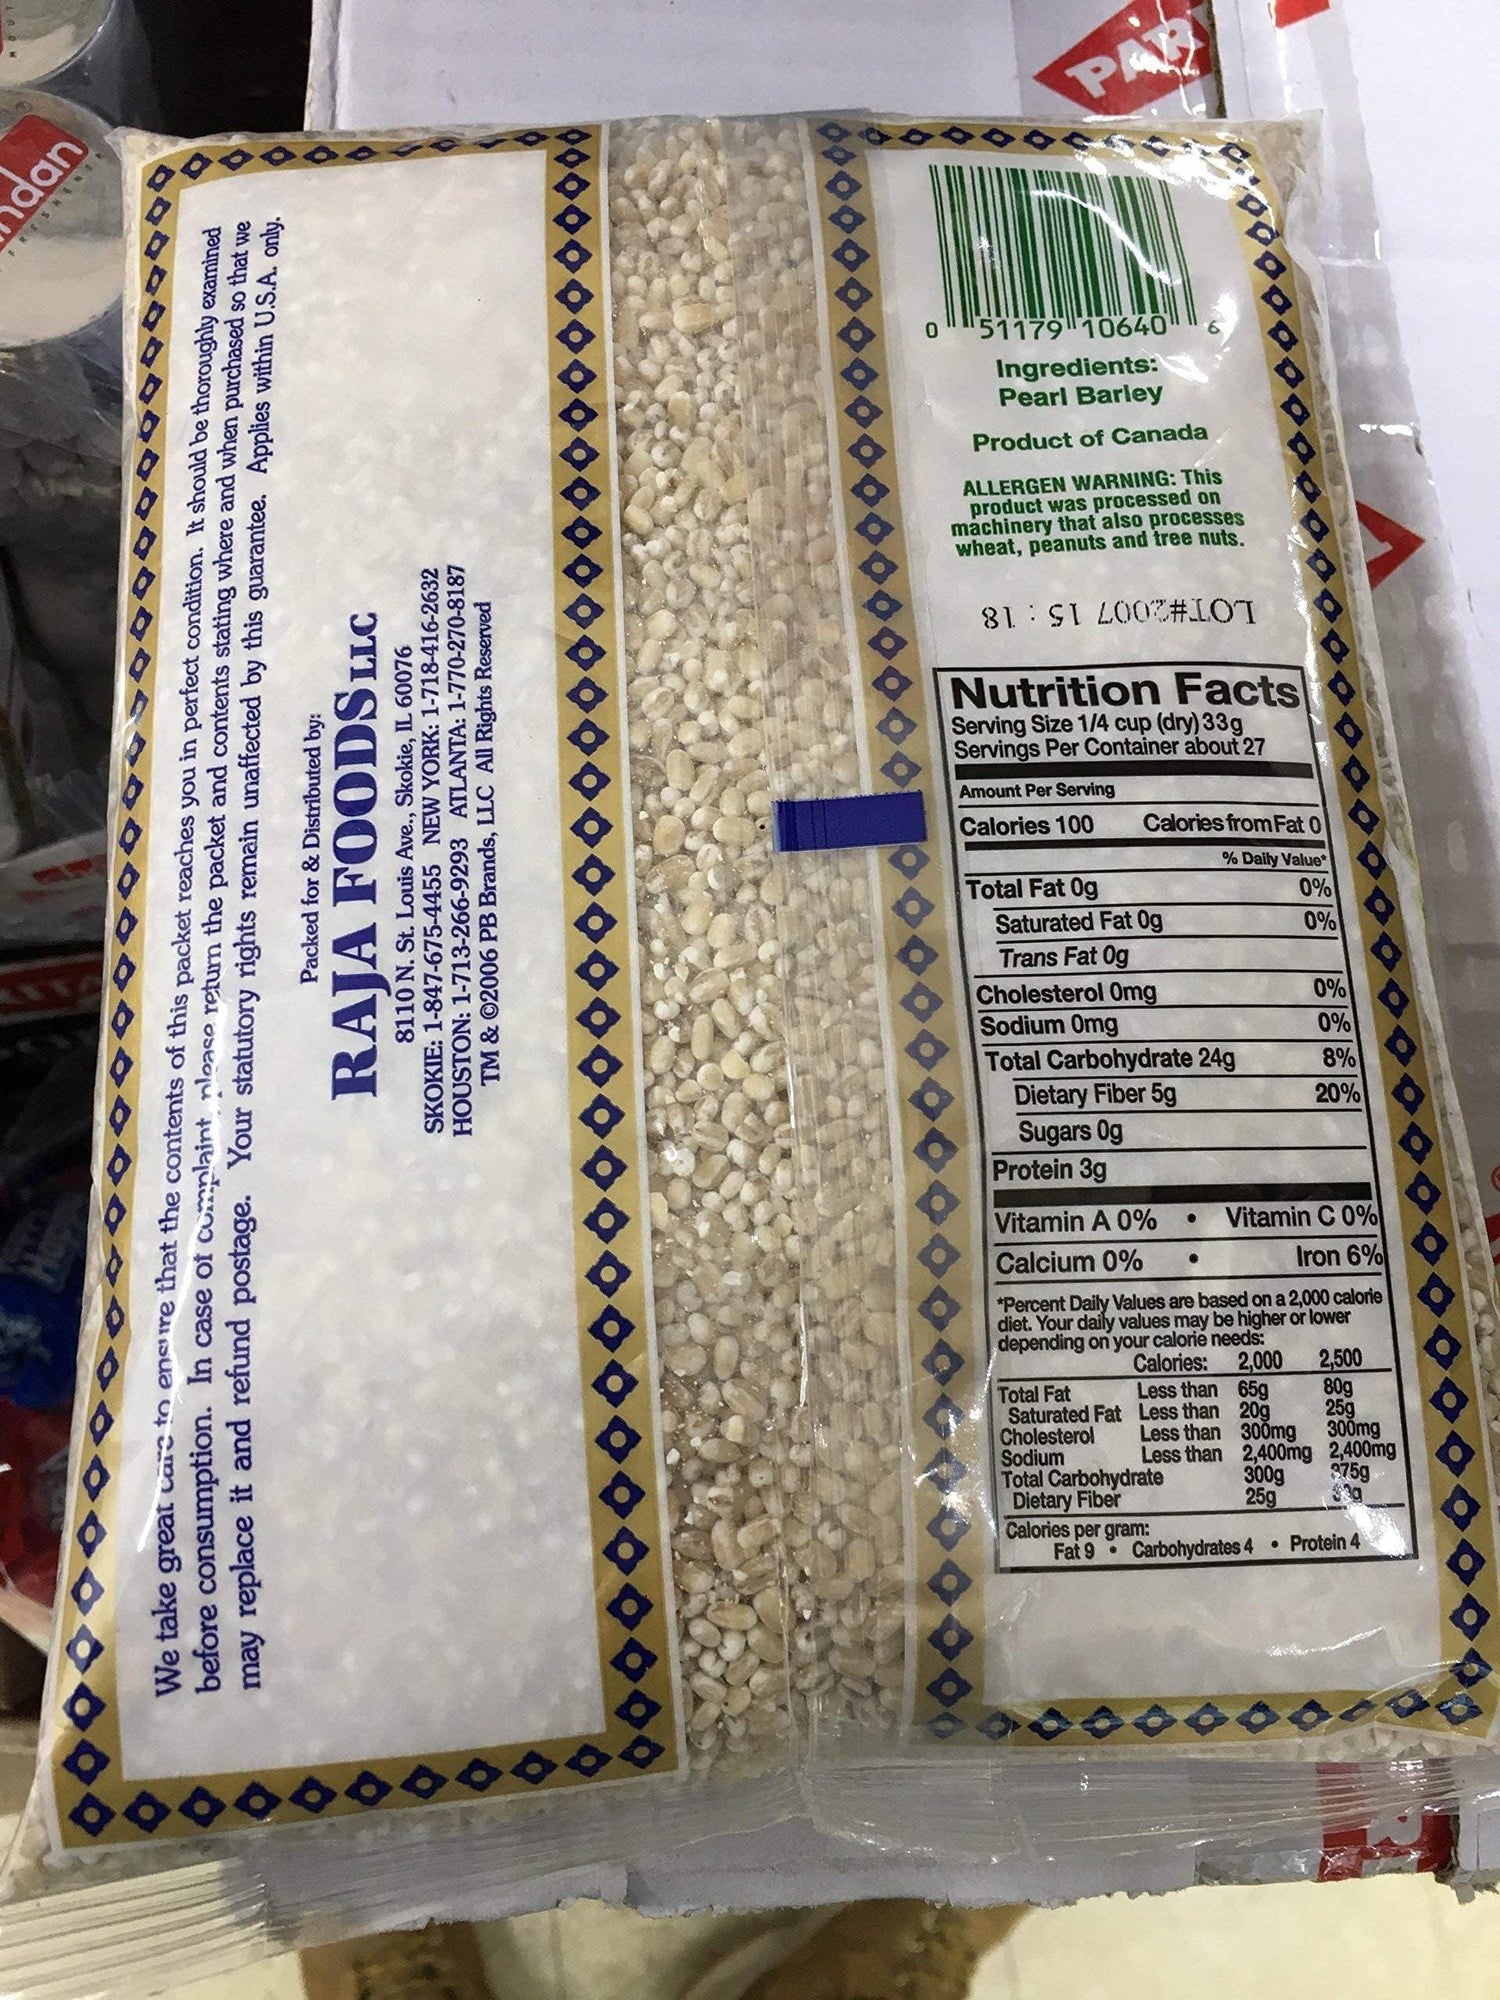 We take great care to ensure that the contents of this packet reaches you in perfect condition. It should be thoroughly examined
before consumption. In case of complaint, please return the packet and contents stating where and when purchased so that we
may replace it and refund postage. Your statutory rights remain unaffected by this guarantee. Applies within U.S.A. only.
Packed for & Distributed by:
RAJA FOODS LLC
8110 N. St. Louis Ave., Skokie, IL 60076
SKOKIE: 1-847-675-4455 NEW YORK: 1-718-416-2632
HOUSTON: 1-713-266-9293 ATLANTA: 1-770-270-8187
TM & ©2006 PB Brands, LLC All Rights Reserved
0 51179 10640 6
Ingredients:
Pearl Barley
Product of Canada
ALLERGEN WARNING: This
product was processed on
machinery that also processes
wheat, peanuts and tree nuts.
LOT#2007 15:18
Nutrition Facts
Serving Size 1/4 cup (dry) 33g
Servings Per Container about 27
Amount Per Serving
Calories 100 Calories from Fat 0
% Daily Value*
Total Fat 0g 0%
Saturated Fat 0g 0%
Trans Fat 0g
Cholesterol 0mg 0%
Sodium 0mg 0%
Total Carbohydrate 24g 8%
Dietary Fiber 5g 20%
Sugars 0g
Protein 3g
Vitamin A 0% • Vitamin C 0%
Calcium 0% • Iron 6%
*Percent Daily Values are based on a 2,000 calorie
diet. Your daily values may be higher or lower
depending on your calorie needs:
Calories: 2,000 2,500
Total Fat Less than 65g 80g
Saturated Fat Less than 20g 25g
Cholesterol Less than 300mg 300mg
Sodium Less than 2,400mg 2,400mg
Total Carbohydrate 300g 375g
Dietary Fiber 25g
Calories per gram:
Fat 9 • Carbohydrates 4 • Protein 4